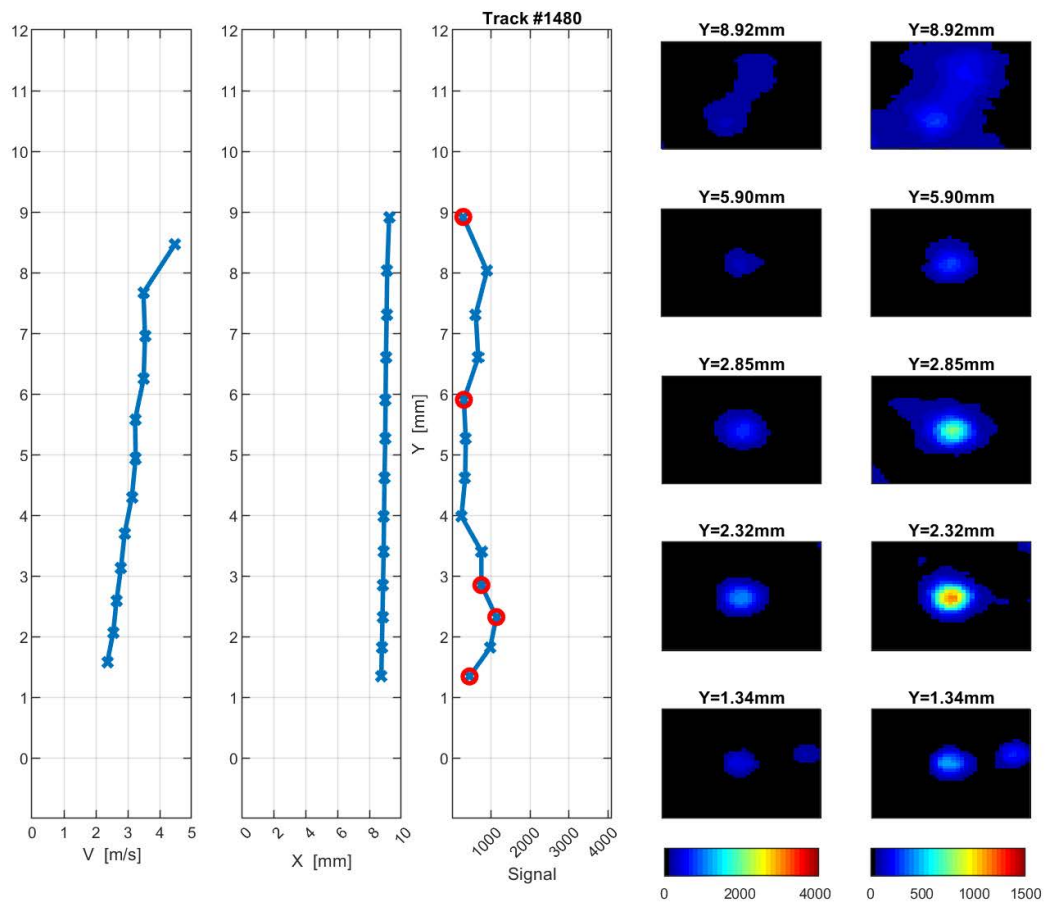 Track #1480
12
11
10
9
8
7
6
5
4
3
2
1
0
0 1 2 3 4 5
V [m/s]
12
11
10
9
8
7
6
5
4
3
2
1
0
0 2 4 6 8 10
X [mm]
12
11
10
9
8
7
6
5
4
3
2
1
0
Y [mm]
1000 2000 3000 4000
Signal
Y=8.92mm Y=8.92mm
Y=5.90mm Y=5.90mm
Y=2.85mm Y=2.85mm
Y=2.32mm Y=2.32mm
Y=1.34mm Y=1.34mm
0 2000 4000
0 500 1000 1500